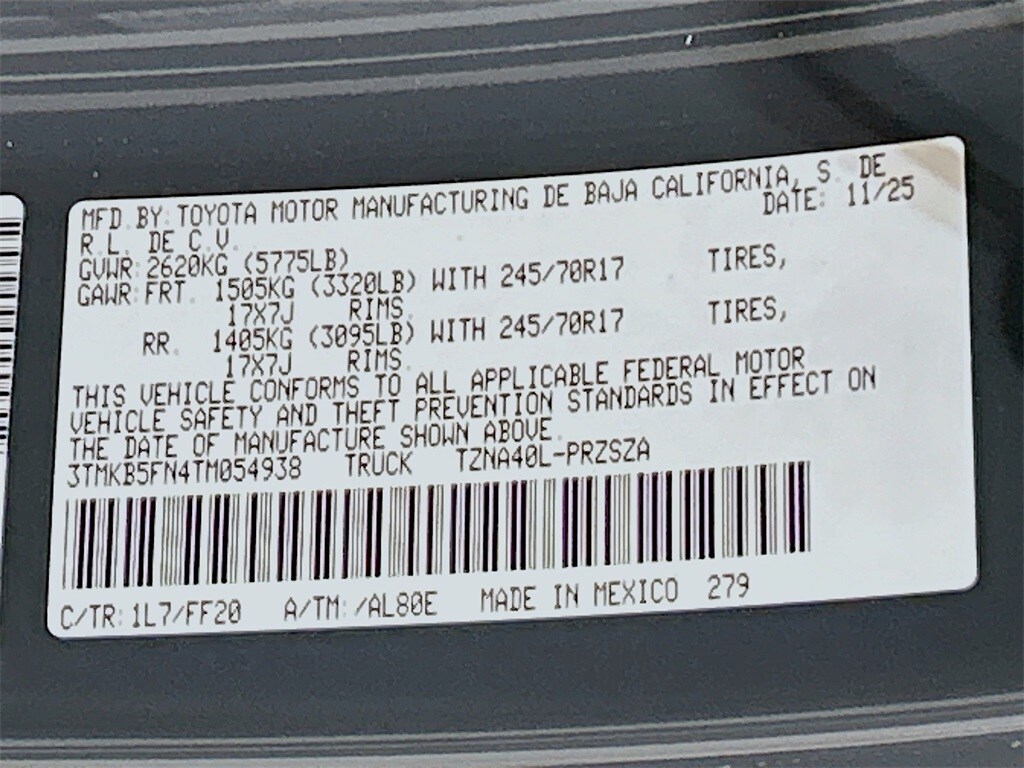 MFD. BY: TOYOTA MOTOR MANUFACTURING DE BAJA CALIFORNIA, S. DE
R.L. DE C.V. DATE: 11/25
GVWR: 2620KG (5775LB)
GAWR: FRT. 1505KG (3320LB) WITH 245/70R17 TIRES,
17X7J RIMS.
RR. 1405KG (3095LB) WITH 245/70R17 TIRES,
17X7J RIMS.
THIS VEHICLE CONFORMS TO ALL APPLICABLE FEDERAL MOTOR
VEHICLE SAFETY AND THEFT PREVENTION STANDARDS IN EFFECT ON
THE DATE OF MANUFACTURE SHOWN ABOVE.
3TMKB5FN4TM054938 TRUCK TZNA40L-PRZSZA
C/TR: 1L7/FF20 A/TM: /AL80E MADE IN MEXICO 279